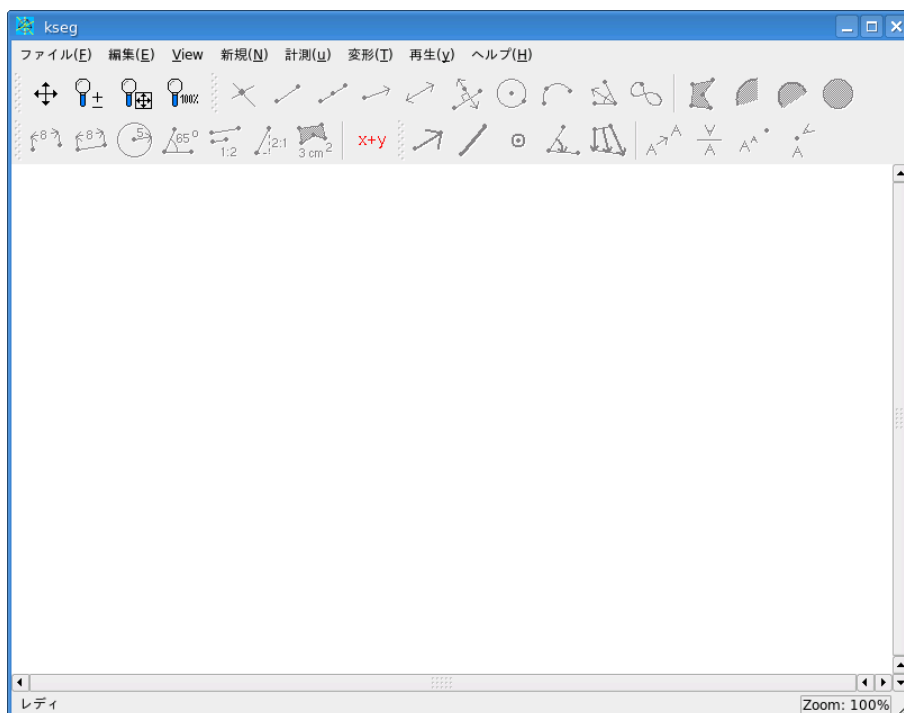 kseg
ファイル(F) 編集(E) View 新規(N) 計測(u) 変形(T) 再生(y) ヘルプ(H)
± 100%
8 8 5 65° 1:2 2:1 3 cm² x+y A A A A A A A
レディ Zoom: 100%